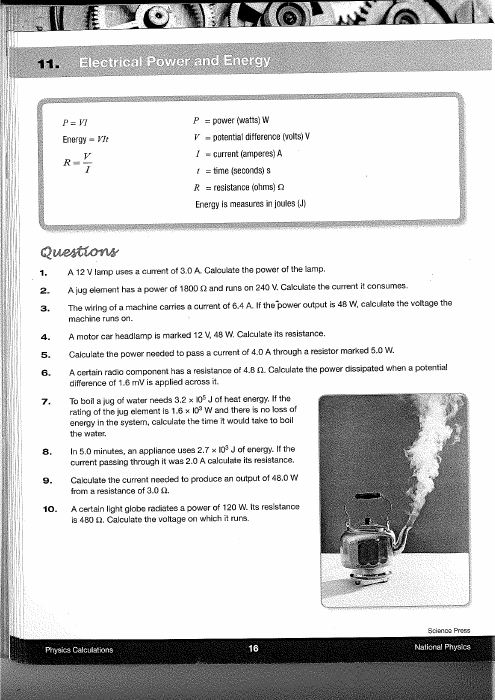 11. Electrical Power and Energy
P = VI
Energy = VIt
R = V/I
P = power (watts) W
V = potential difference (volts) V
I = current (amperes) A
t = time (seconds) s
R = resistance (ohms) Ω
Energy is measures in joules (J)
Questions
1. A 12 V lamp uses a current of 3.0 A. Calculate the power of the lamp.
2. A jug element has a power of 1800 Ω and runs on 240 V. Calculate the current it consumes.
3. The wiring of a machine carries a current of 6.4 A. If the power output is 48 W, calculate the voltage the
machine runs on.
4. A motor car headlamp is marked 12 V, 48 W. Calculate its resistance.
5. Calculate the power needed to pass a current of 4.0 A through a resistor marked 5.0 W.
6. A certain radio component has a resistance of 4.8 Ω. Calculate the power dissipated when a potential
difference of 1.6 mV is applied across it.
7. To boil a jug of water needs 3.2 × 10⁵ J of heat energy. If the
rating of the jug element is 1.6 × 10³ W and there is no loss of
energy in the system, calculate the time it would take to boil
the water.
8. In 5.0 minutes, an appliance uses 2.7 × 10³ J of energy. If the
current passing through it was 2.0 A calculate its resistance.
9. Calculate the current needed to produce an output of 48.0 W
from a resistance of 3.0 Ω.
10. A certain light globe radiates a power of 120 W. Its resistance
is 480 Ω. Calculate the voltage on which it runs.
Science Press
Physics Calculations
16
National Physics